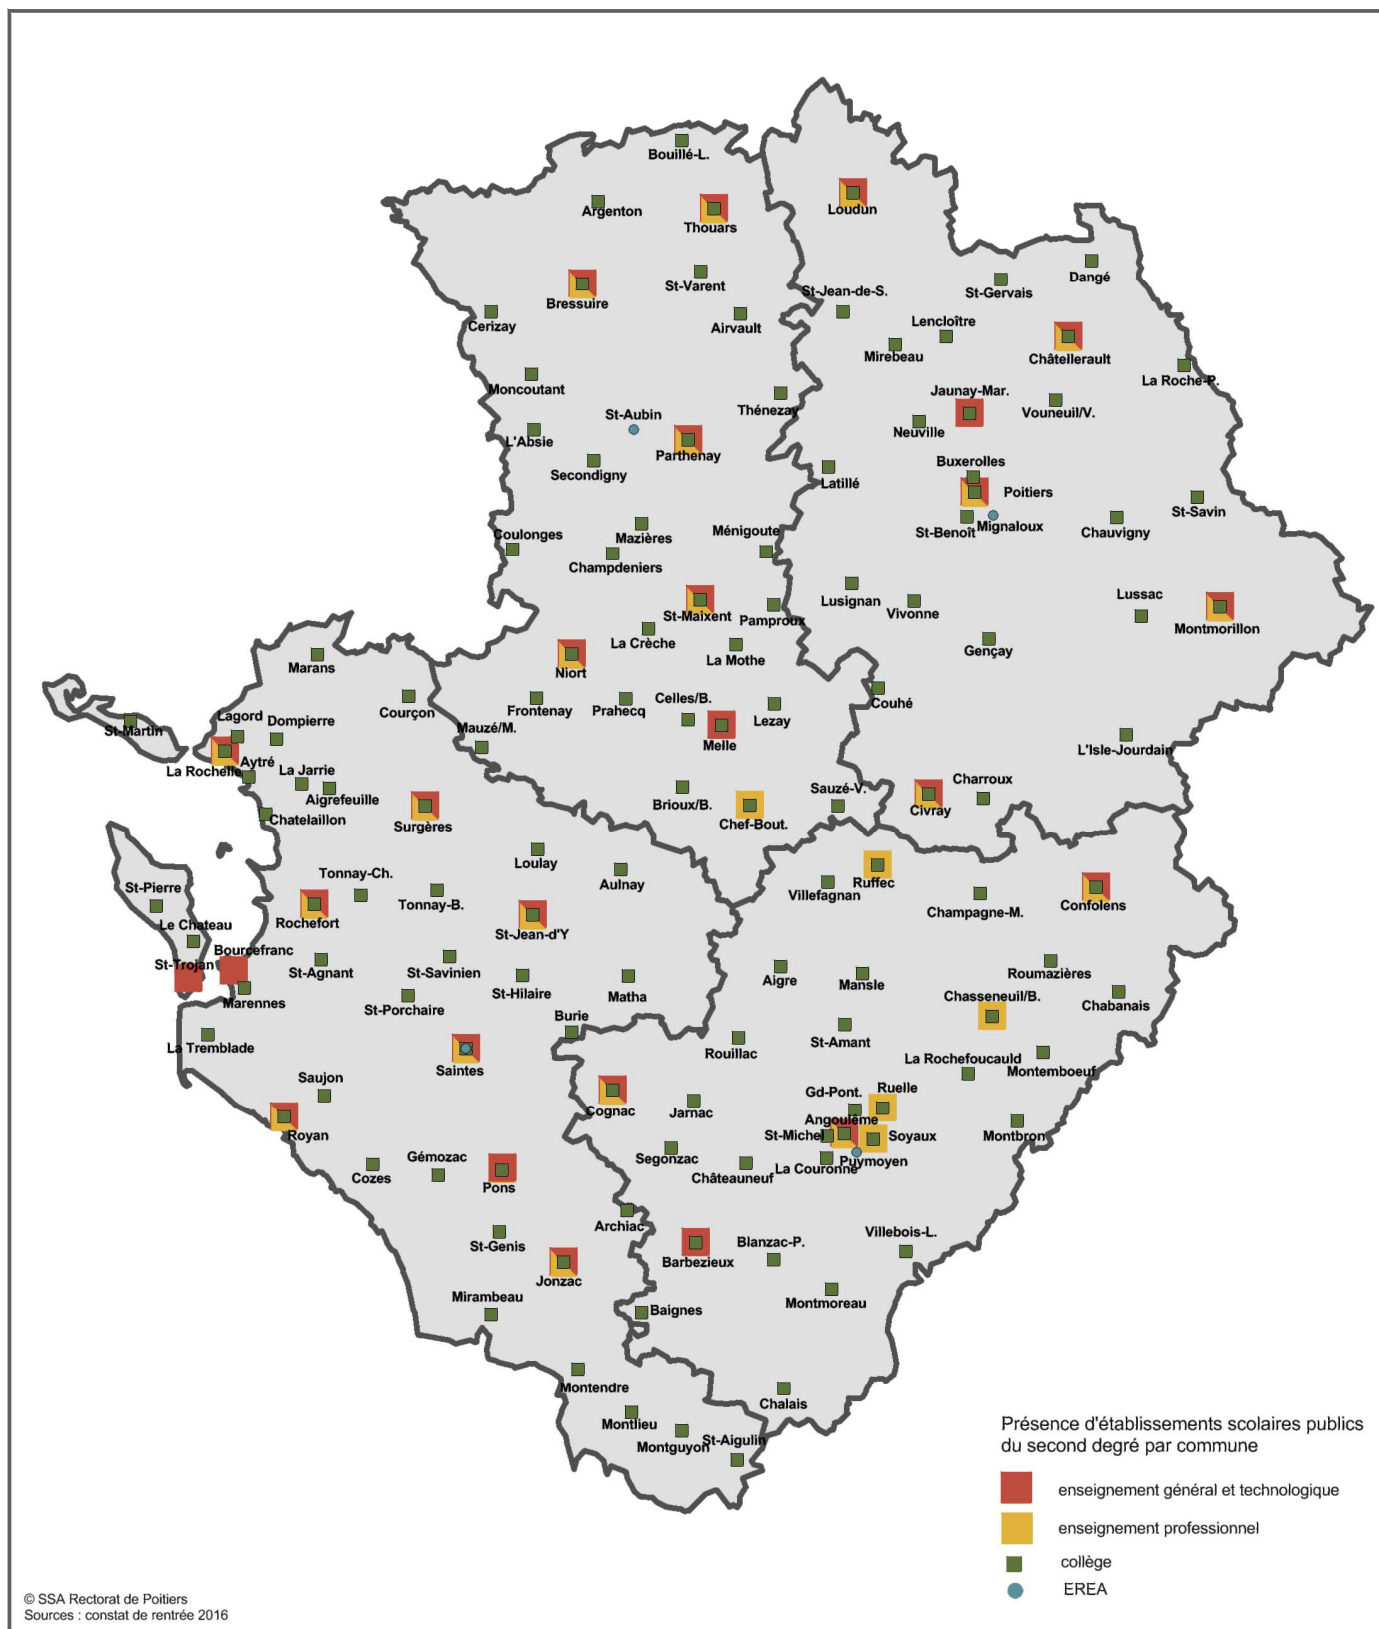 Bouillé-L.
Argenton
Thouars
Loudun
St-Varent
Bressuire
Dangé
St-Gervais
St-Jean-de-S.
Cerizay
Airvault
Lencloître
Mirebeau
Châtellerault
La Roche-P.
Moncoutant
Jaunay-Mar.
Thénezay
Vouneuil/V.
St-Aubin
Neuville
L'Absie
Parthenay
Secondigny
Buxerolles
Latillé
Poitiers
St-Savin
Mignaloux
St-Benoît
Chauvigny
Ménigoute
Coulonges
Mazières
Champdeniers
Lusignan
Vivonne
Lussac
St-Maixent
Pamproux
Montmorillon
La Crèche
Gençay
La Mothe
Marans
Niort
Courçon
Frontenay
Prahecq
Celles/B.
Lezay
Couhé
St-Martin
Lagord
Dompierre
Mauzé/M.
Melle
L'Isle-Jourdain
La Rochelle
Aytré
La Jarrie
Aigrefeuille
Chatelaillon
Surgères
Brioux/B.
Chef-Bout.
Sauzé-V.
Civray
Charroux
Loulay
Aulnay
Tonnay-Ch.
Tonnay-B.
Villefagnan
Ruffec
Champagne-M.
Confolens
St-Pierre
Le Chateau
Rochefort
St-Jean-d'Y
Bourcefranc
St-Trojan
St-Agnant
St-Savinien
St-Hilaire
Matha
Aigre
Mansle
Roumazières
Chasseneuil/B.
Chabanais
Marennes
St-Porchaire
Burie
La Tremblade
Saintes
Rouillac
St-Amant
La Rochefoucauld
Montemboeuf
Saujon
Royan
Cognac
Jarnac
Gd-Pont.
Ruelle
Angoulême
St-Michel
Soyaux
Montbron
Segonzac
Châteauneuf
La Couronne
Puymoyen
Cozes
Gémozac
Pons
Archiac
St-Genis
Barbezieux
Blanzac-P.
Villebois-L.
Jonzac
Mirambeau
Baignes
Montmoreau
Montendre
Chalais
Montlieu
Montguyon
St-Aigulin
Présence d'établissements scolaires publics
du second degré par commune
enseignement général et technologique
enseignement professionnel
collège
EREA
© SSA Rectorat de Poitiers
Sources : constat de rentrée 2016